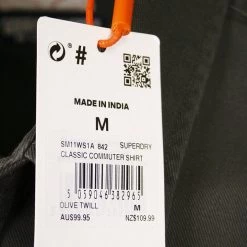 #
MADE IN INDIA
M
SM11WS1A 842 SUPERDRY
CLASSIC COMMUTER SHIRT
5 059046 382965
OLIVE TWILL M
AU$99.95 NZ$109.99